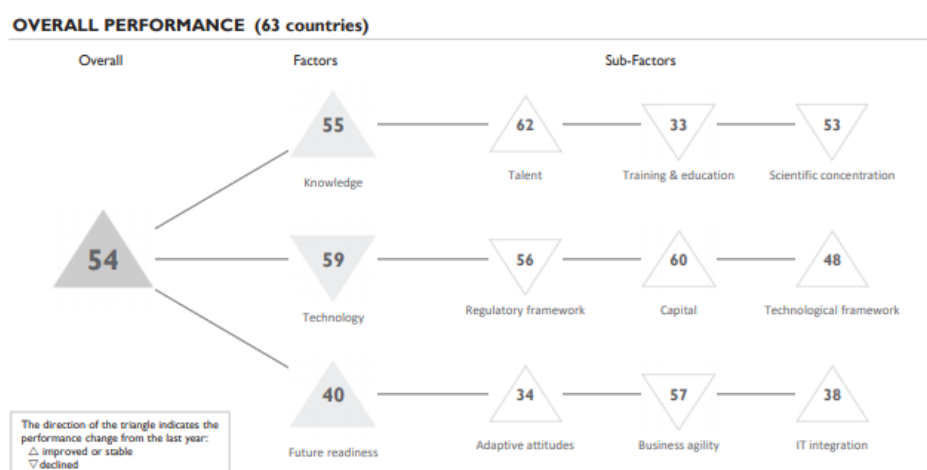 OVERALL PERFORMANCE (63 countries)
Overall Factors Sub-Factors
55 62 33 53
Knowledge Talent Training & education Scientific concentration
54 59 56 60 48
Technology Regulatory framework Capital Technological framework
40 34 57 38
Future readiness Adaptive attitudes Business agility IT integration
The direction of the triangle indicates the
performance change from the last year:
△ improved or stable
▽ declined